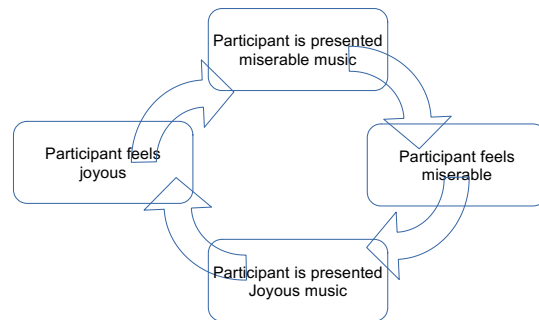 Participant is presented
miserable music
Participant feels
joyous
Participant feels
miserable
Participant is presented
Joyous music